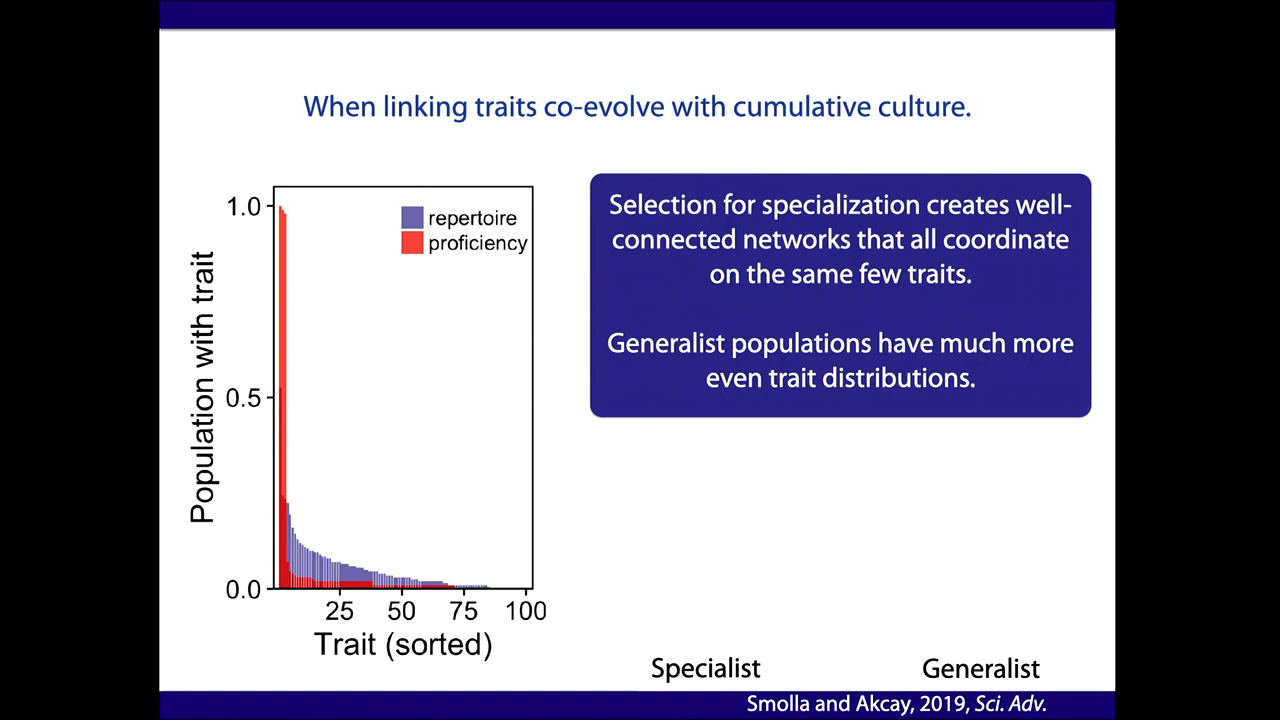 When linking traits co-evolve with cumulative culture.
1.0
0.5
0.0
Population with trait
repertoire
proficiency
25 50 75 100
Trait (sorted)
Selection for specialization creates well-
connected networks that all coordinate
on the same few traits.
Generalist populations have much more
even trait distributions.
Specialist Generalist
Smolla and Akcay, 2019, Sci. Adv.